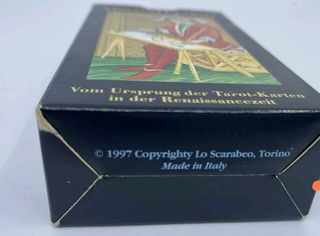 Vom Ursprung der Tarot-Karten
in der Renaissancezeit
© 1997 Copyrighty Lo Scarabeo, Torino
Made in Italy